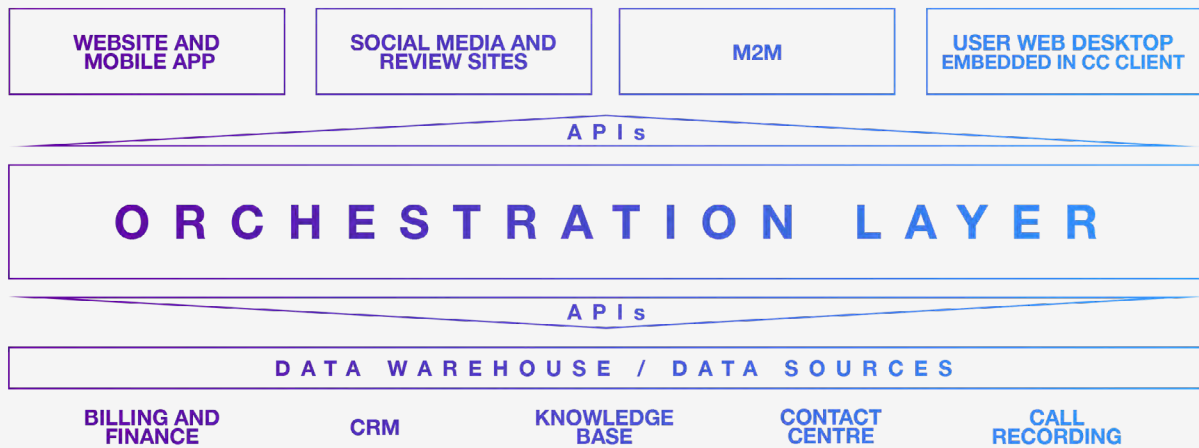 WEBSITE AND
MOBILE APP
SOCIAL MEDIA AND
REVIEW SITES
M2M
USER WEB DESKTOP
EMBEDDED IN CC CLIENT
APIs
ORCHESTRATION LAYER
APIs
DATA WAREHOUSE / DATA SOURCES
BILLING AND
FINANCE
CRM
KNOWLEDGE
BASE
CONTACT
CENTRE
CALL
RECORDING